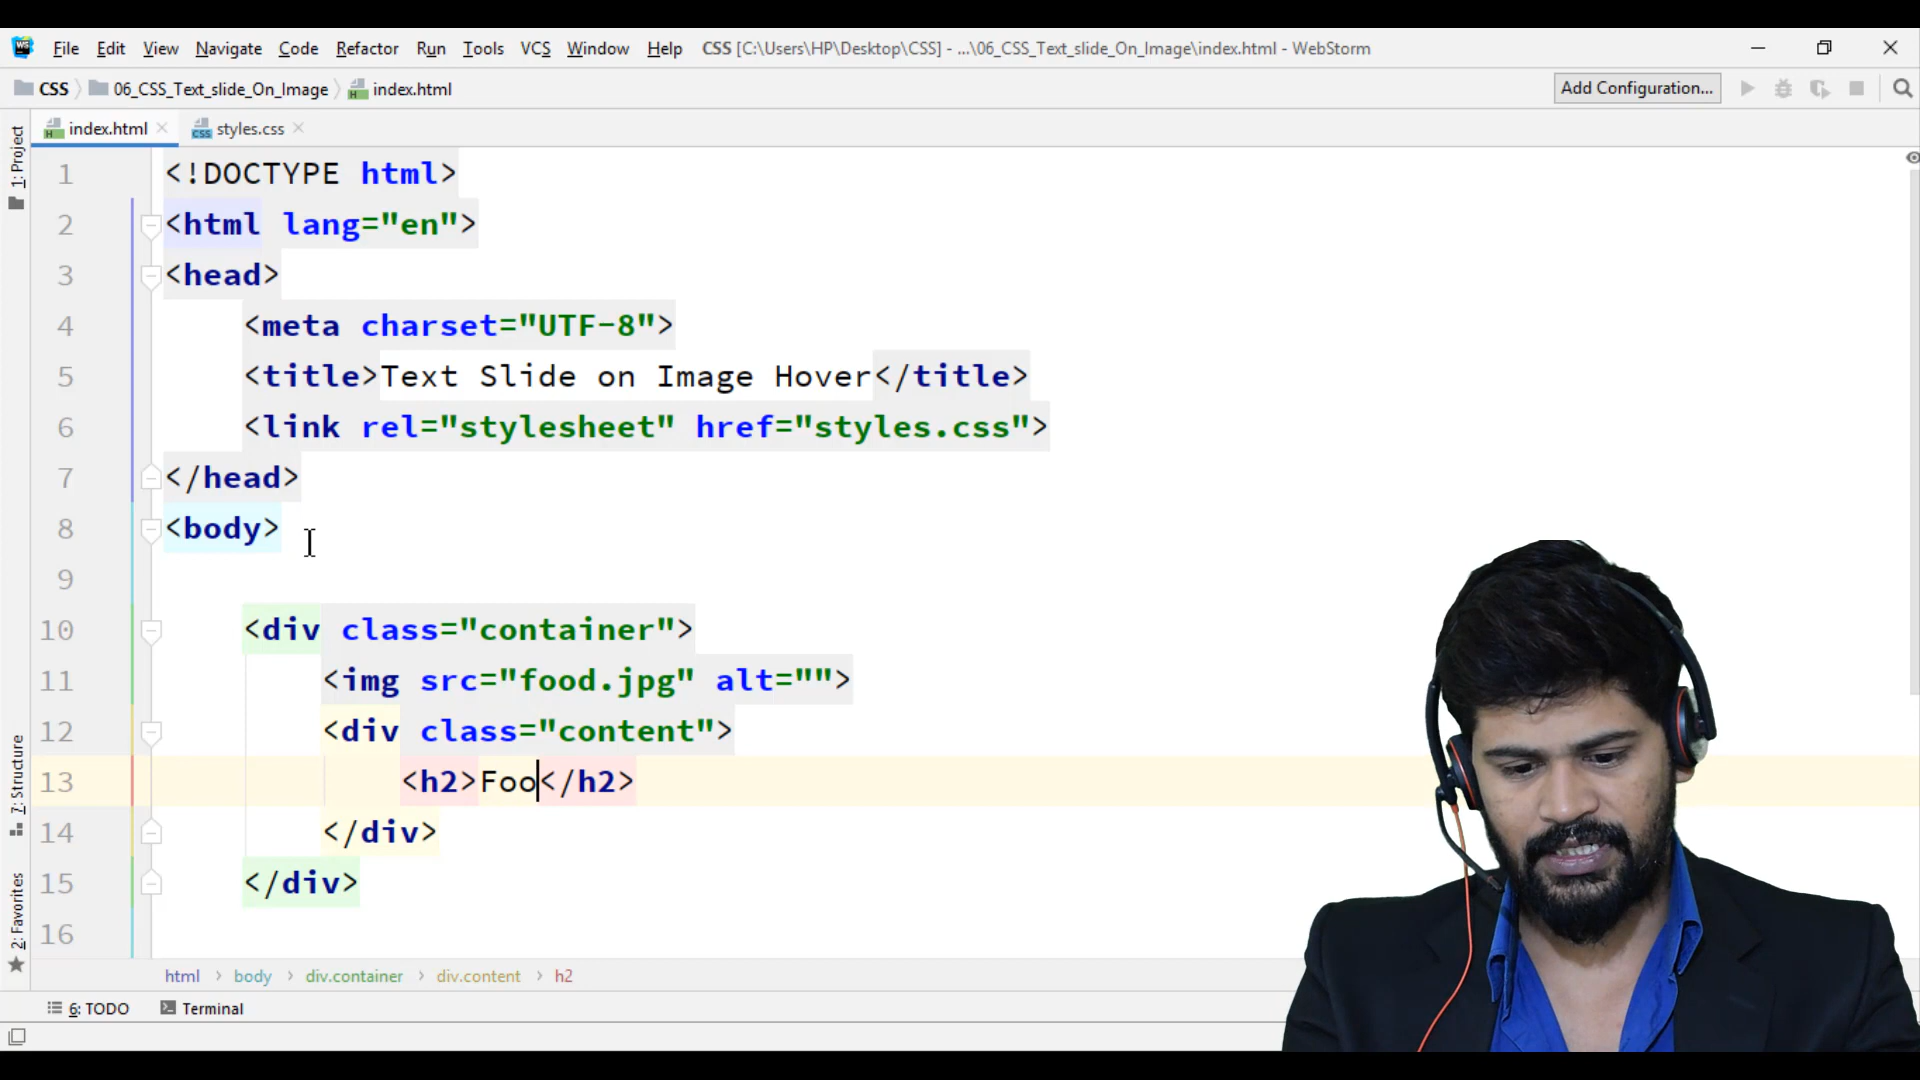 File Edit View Navigate Code Refactor Run Tools VCS Window Help CSS [C:\Users\HP\Desktop\CSS] - ...\06_CSS_Text_slide_On_Image\index.html - WebStorm
CSS 06_CSS_Text_slide_On_Image index.html Add Configuration...
index.html styles.css
1: Project
1 <!DOCTYPE html>
2 <html lang="en">
3 <head>
4 <meta charset="UTF-8">
5 <title>Text Slide on Image Hover</title>
6 <link rel="stylesheet" href="styles.css">
7 </head>
8 <body>
9
10 <div class="container">
11 <img src="food.jpg" alt="">
12 <div class="content">
13 <h2>Foo</h2>
14 </div>
15 </div>
16
7: Structure
2: Favorites
html body div.container div.content h2
6: TODO Terminal